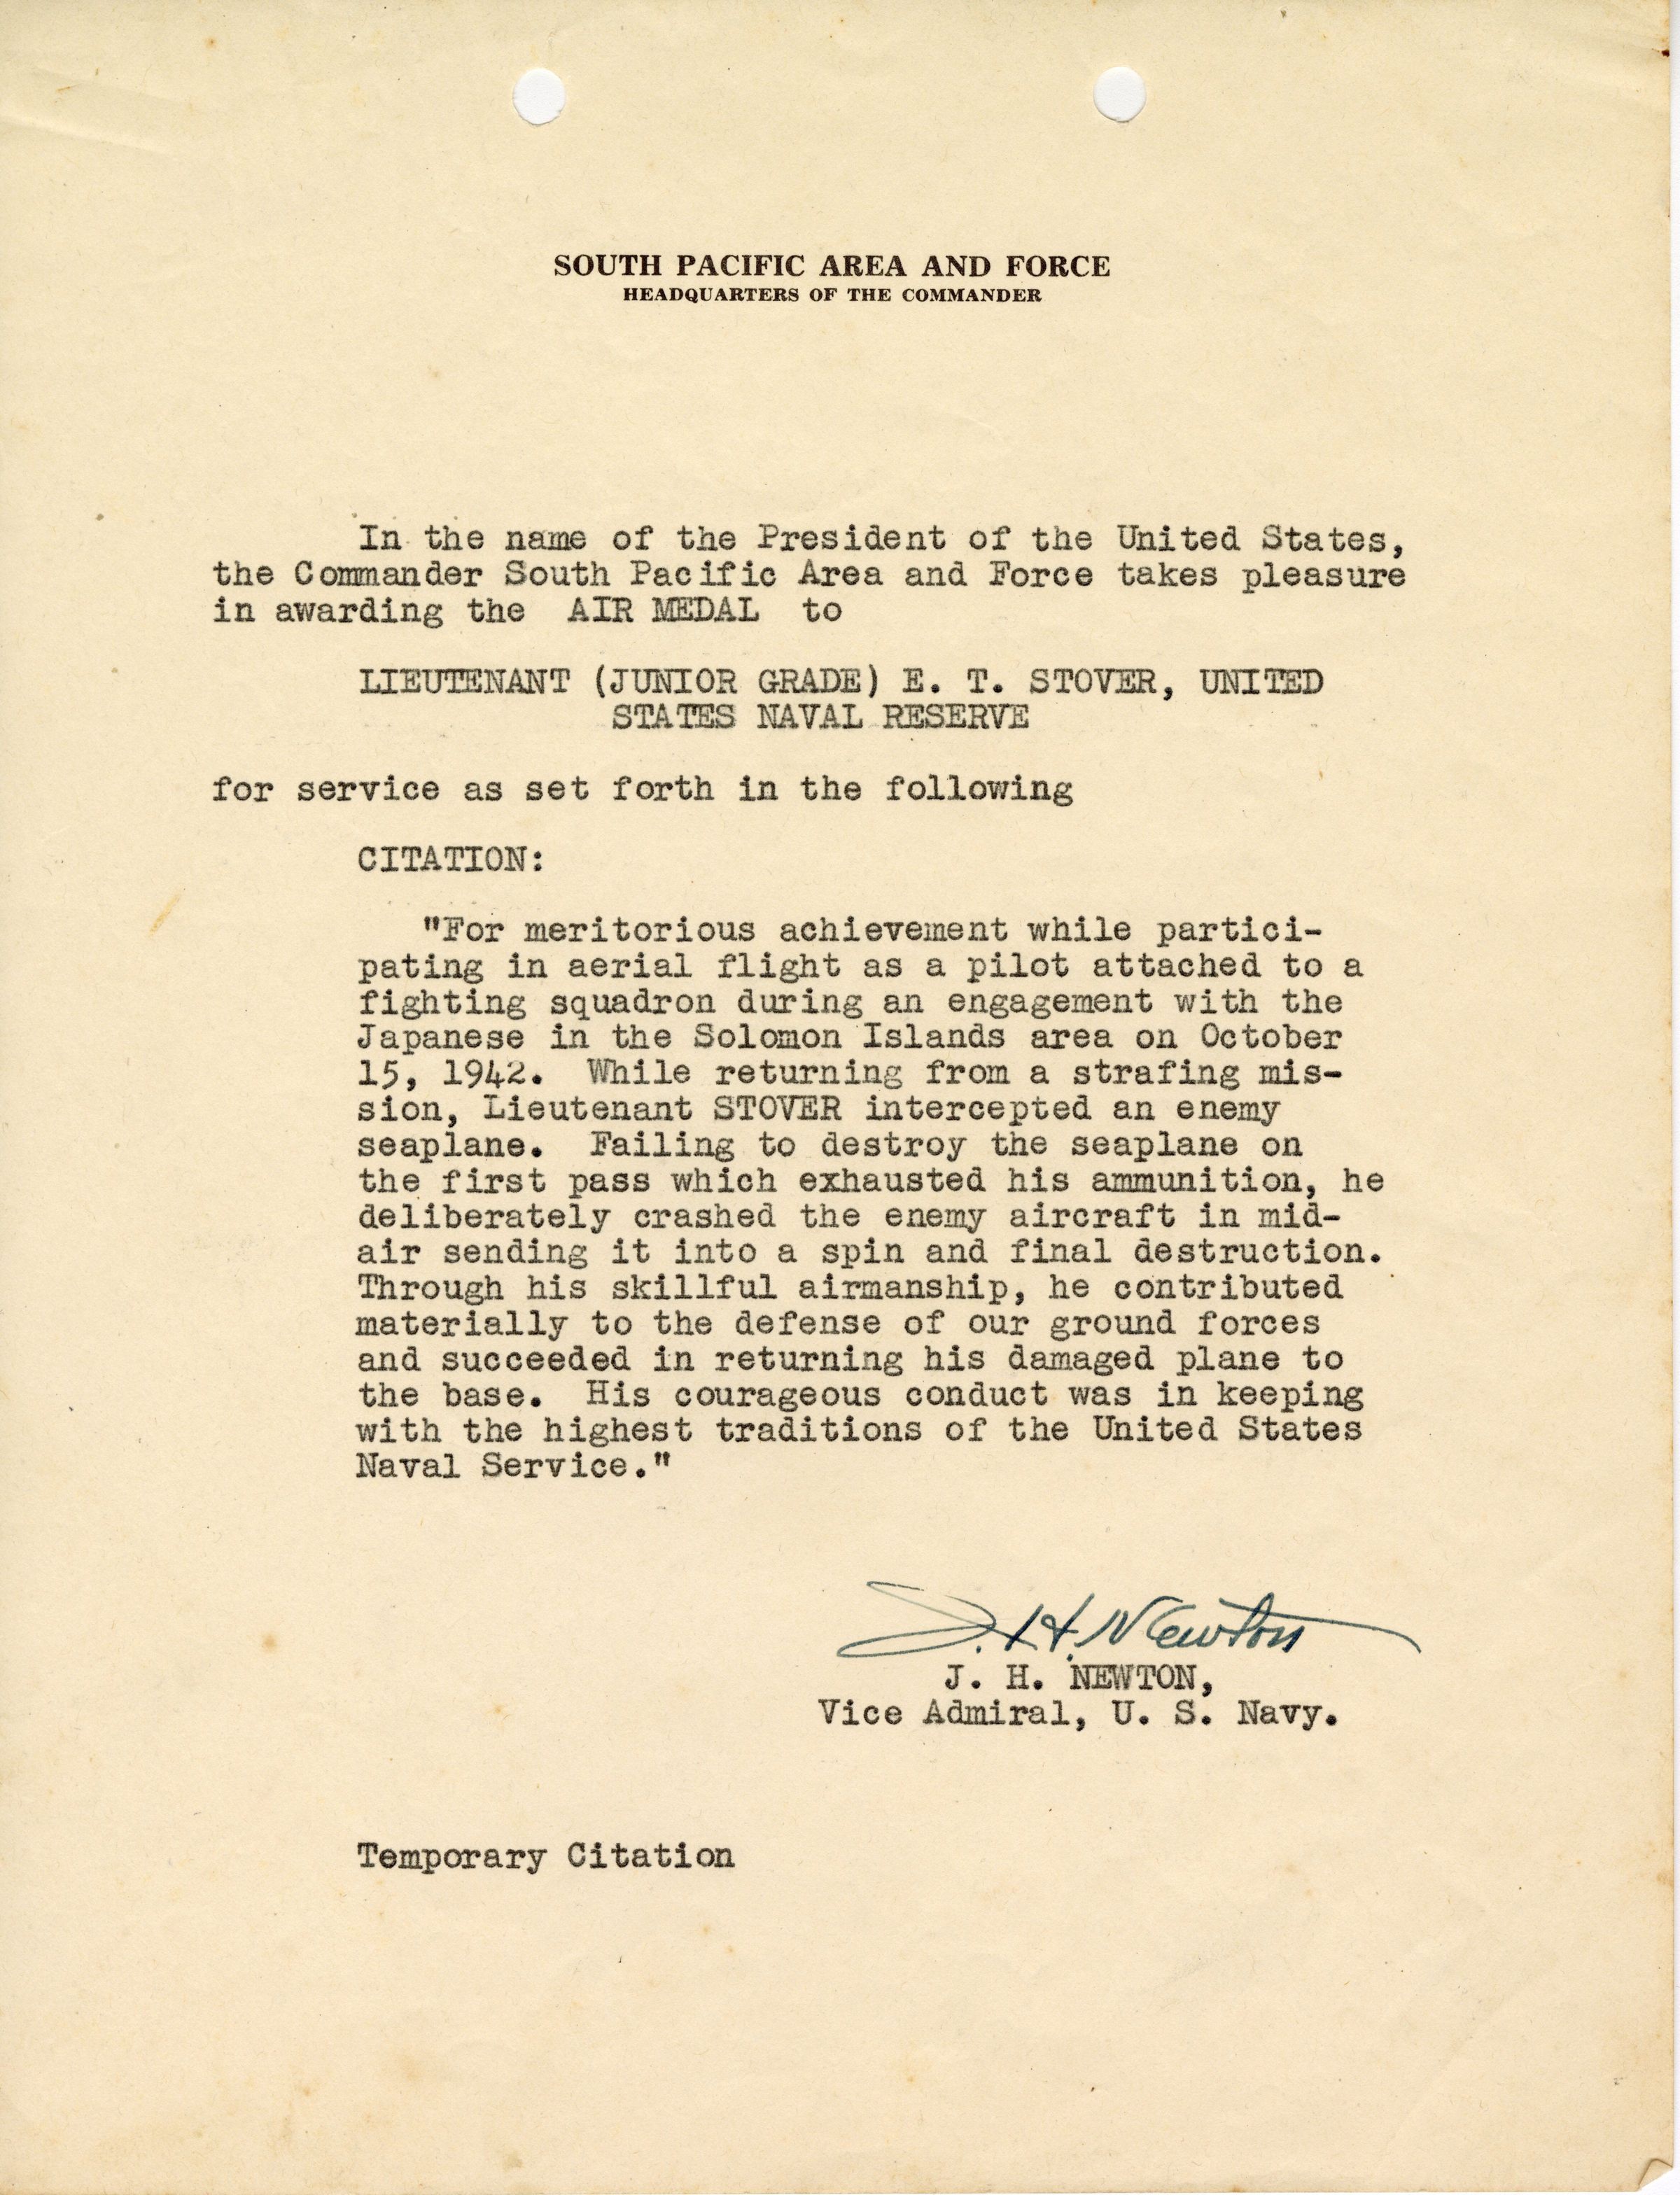 SOUTH PACIFIC AREA AND FORCE
HEADQUARTERS OF THE COMMANDER
In the name of the President of the United States,
the Commander South Pacific Area and Force takes pleasure
in awarding the AIR MEDAL to
LIEUTENANT (JUNIOR GRADE) E. T. STOVER, UNITED
STATES NAVAL RESERVE
for service as set forth in the following
CITATION:
"For meritorious achievement while partici-
pating in aerial flight as a pilot attached to a
fighting squadron during an engagement with the
Japanese in the Solomon Islands area on October
15, 1942. While returning from a strafing mis-
sion, Lieutenant STOVER intercepted an enemy
seaplane. Failing to destroy the seaplane on
the first pass which exhausted his ammunition, he
deliberately crashed the enemy aircraft in mid-
air sending it into a spin and final destruction.
Through his skillful airmanship, he contributed
materially to the defense of our ground forces
and succeeded in returning his damaged plane to
the base. His courageous conduct was in keeping
with the highest traditions of the United States
Naval Service."
J. H. Newton
J. H. NEWTON,
Vice Admiral, U. S. Navy.
Temporary Citation